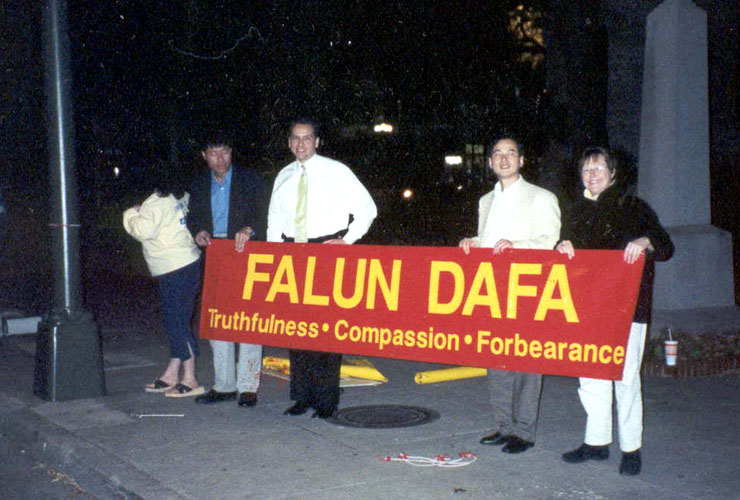 FALUN DAFA
Truthfulness • Compassion • Forbearance